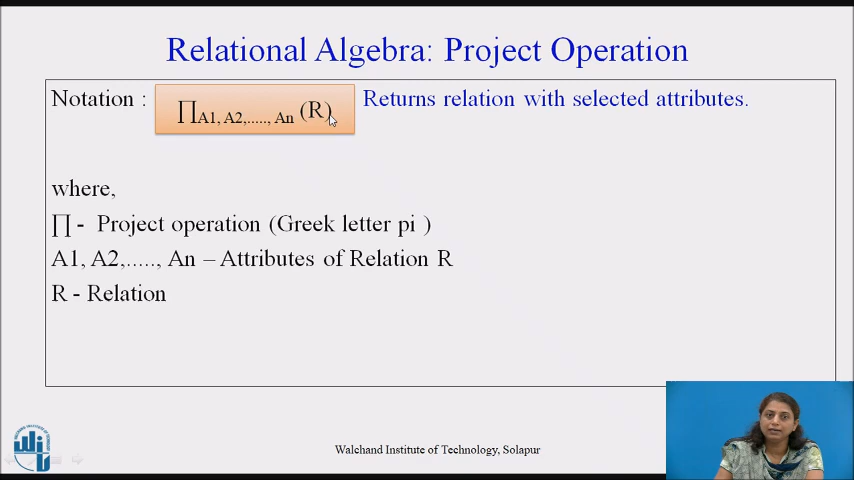 Relational Algebra: Project Operation
Notation : ∏A1, A2,....., An (R) Returns relation with selected attributes.
where,
∏ - Project operation (Greek letter pi )
A1, A2,....., An – Attributes of Relation R
R - Relation
Walchand Institute of Technology, Solapur